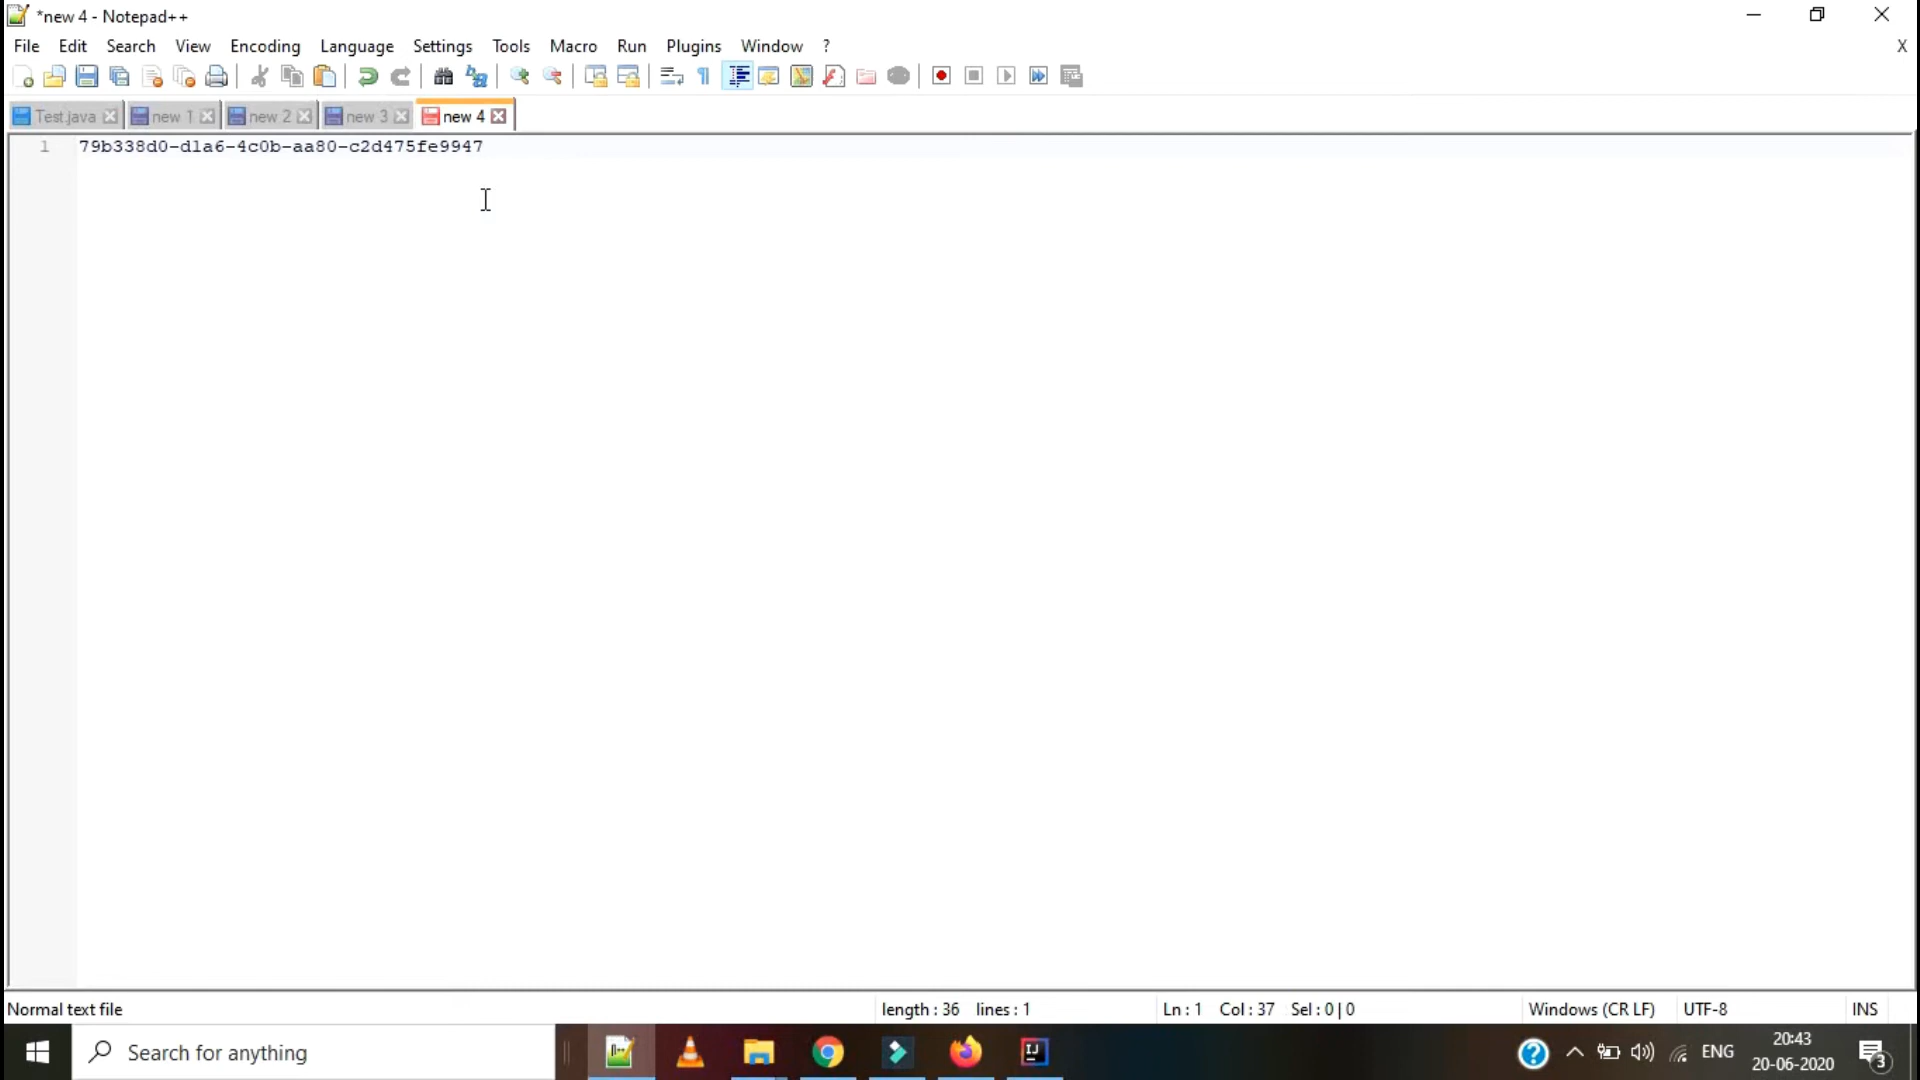 *new 4 - Notepad++
File Edit Search View Encoding Language Settings Tools Macro Run Plugins Window ? X
Test.java new 1 new 2 new 3 new 4
1 79b338d0-d1a6-4c0b-aa80-c2d475fe9947
Normal text file length : 36 lines : 1 Ln : 1 Col : 37 Sel : 0 | 0 Windows (CR LF) UTF-8 INS
Search for anything ENG 20:43
20-06-2020 3